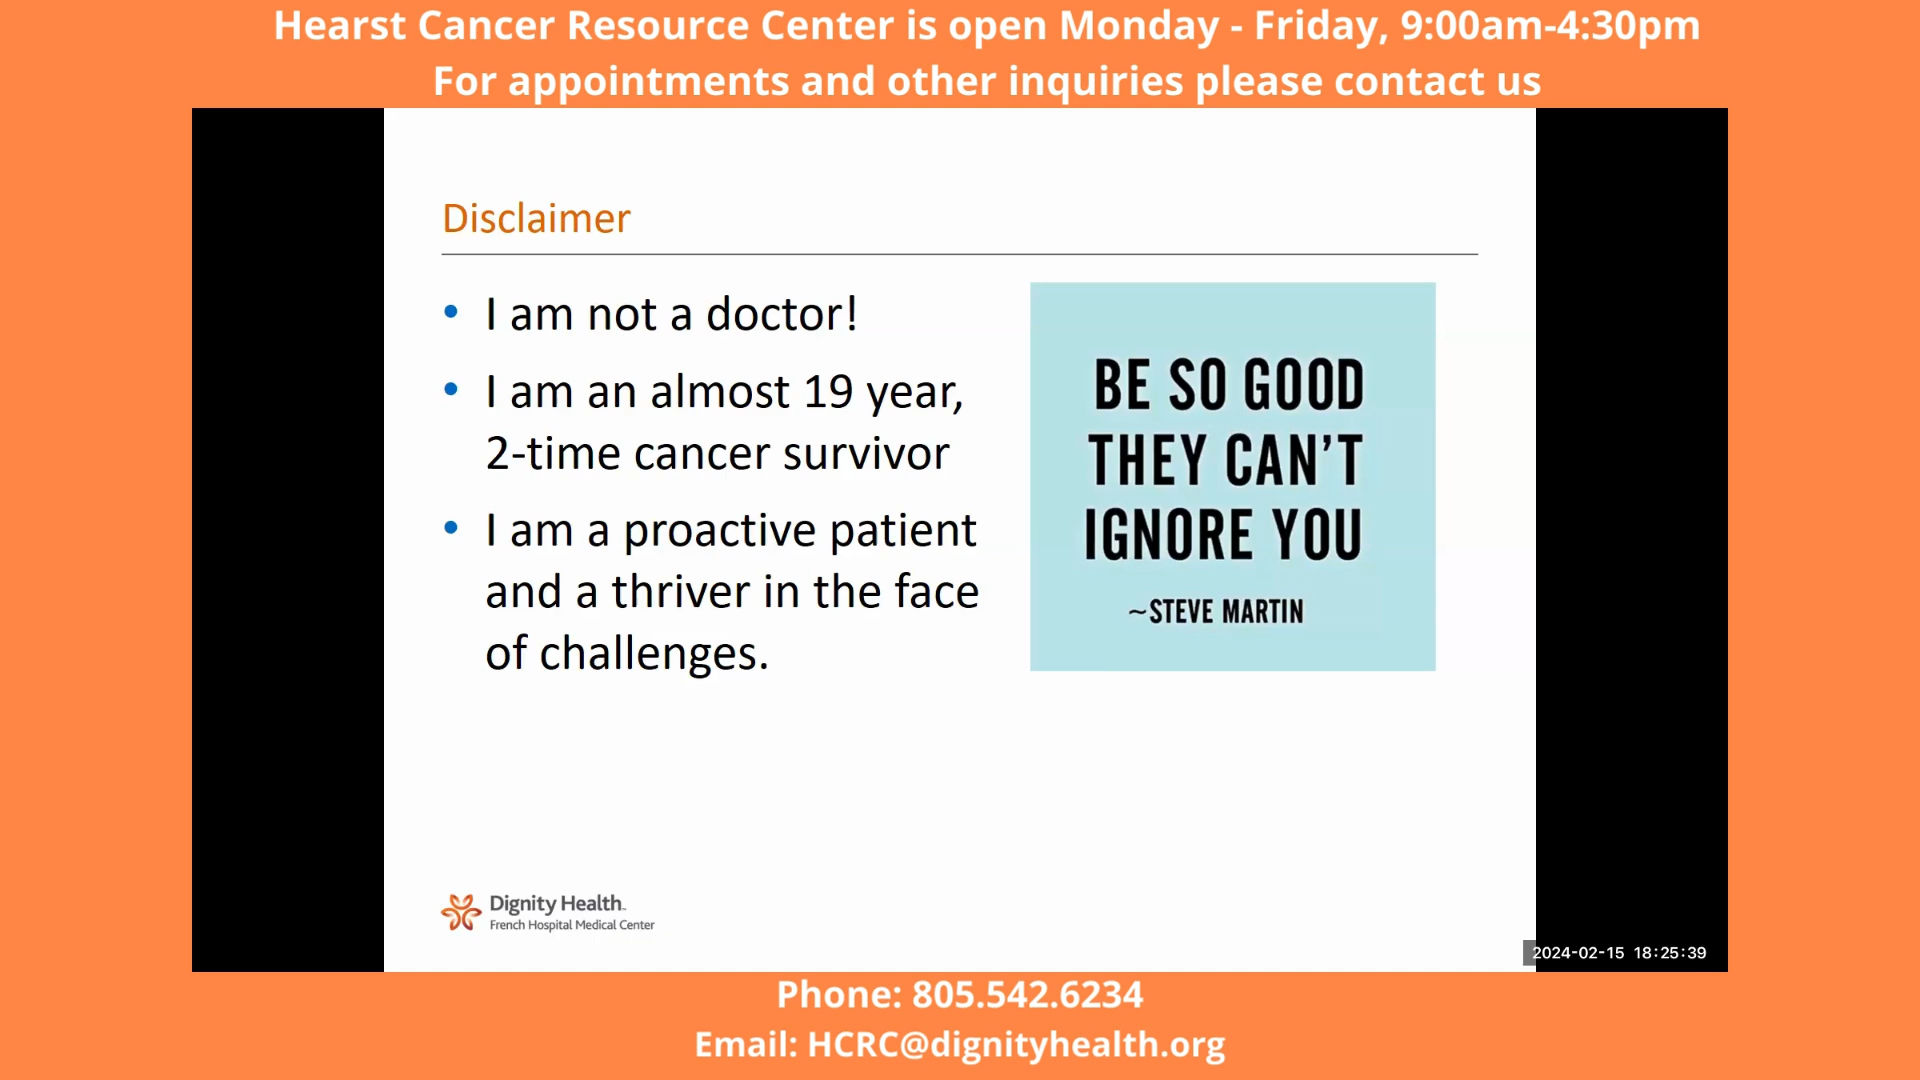 Hearst Cancer Resource Center is open Monday - Friday, 9:00am-4:30pm
For appointments and other inquiries please contact us
Disclaimer
• I am not a doctor!
• I am an almost 19 year,
2-time cancer survivor
• I am a proactive patient
and a thriver in the face
of challenges.
BE SO GOOD
THEY CAN'T
IGNORE YOU
~STEVE MARTIN
Dignity Health™
French Hospital Medical Center
2024-02-15 18:25:39
Phone: 805.542.6234
Email: HCRC@dignityhealth.org